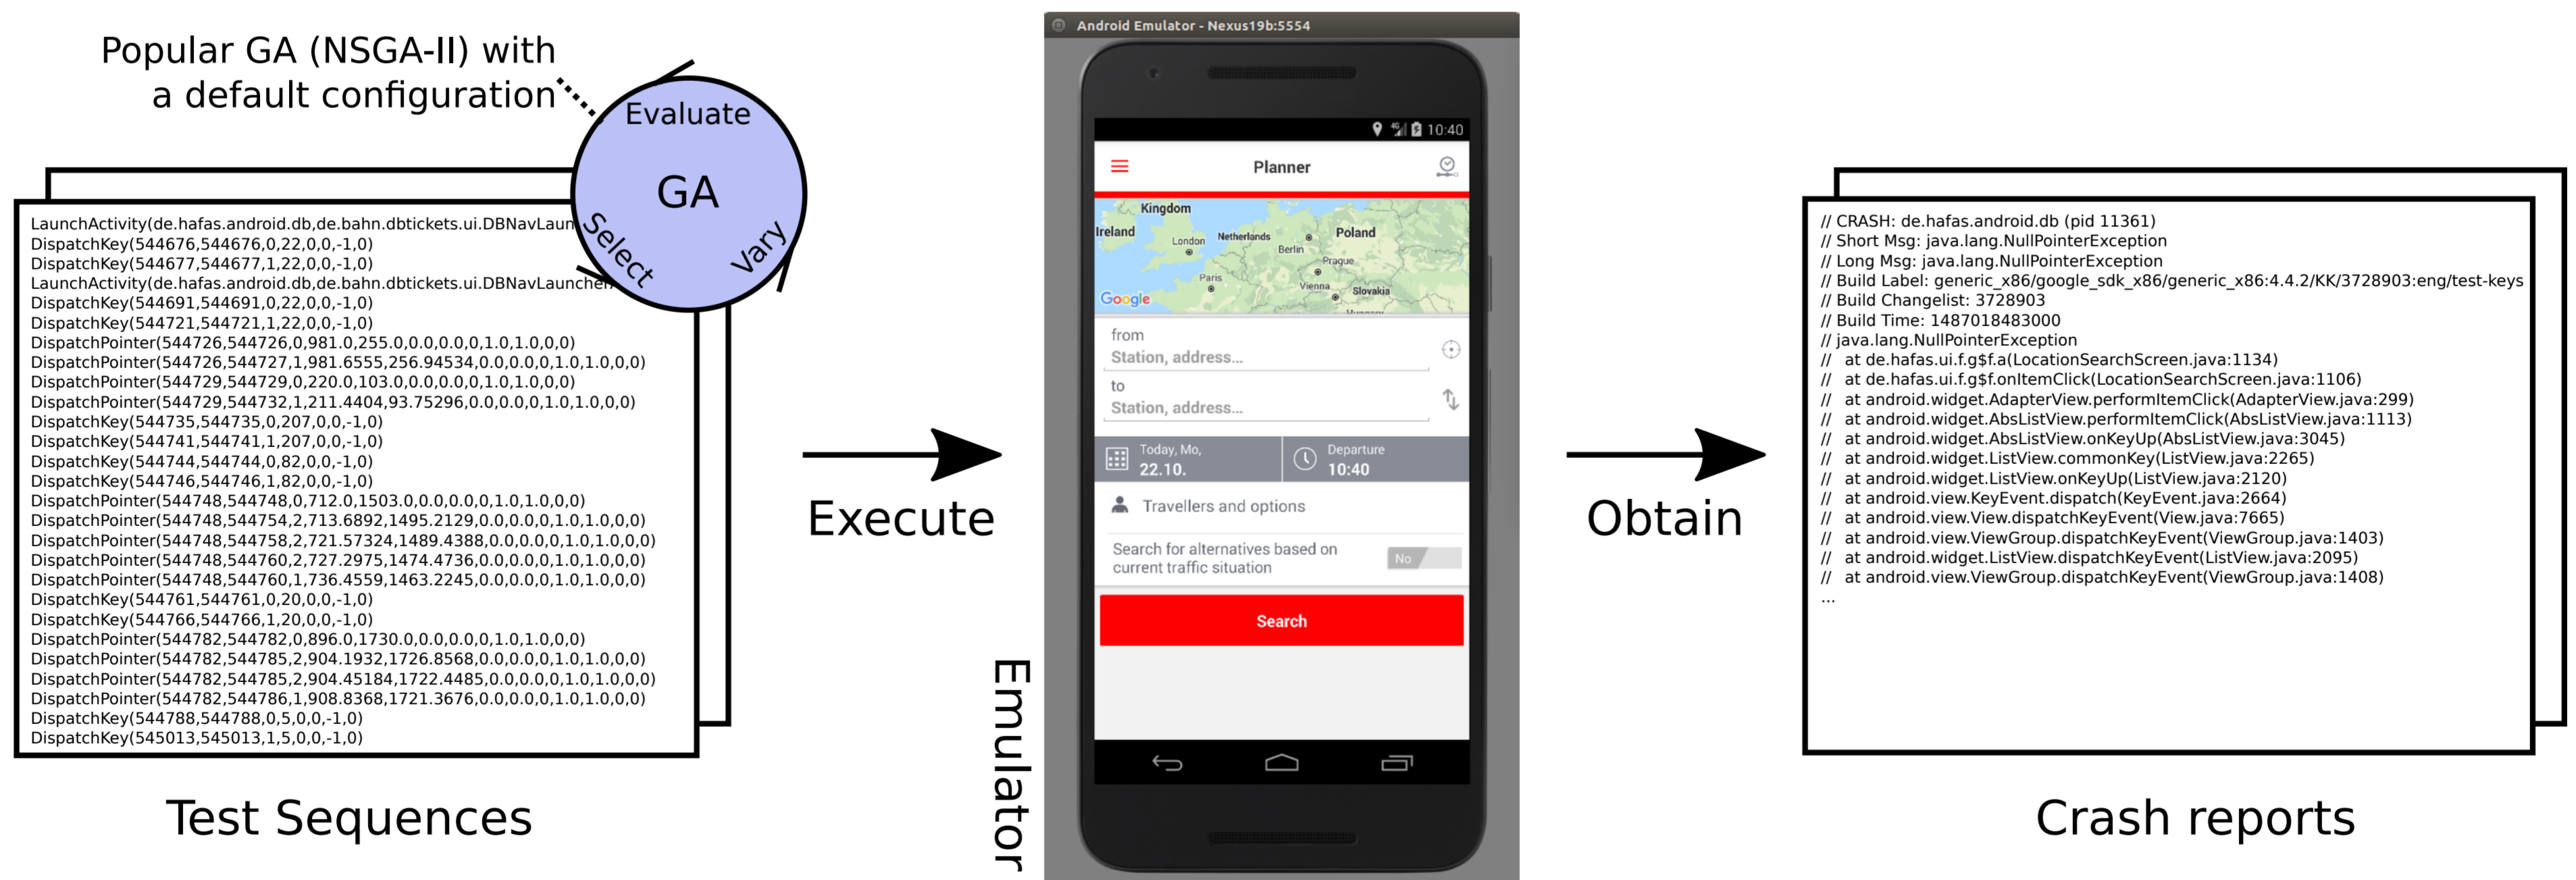 Popular GA (NSGA-II) with
a default configuration
Evaluate
GA
Select
Vary
LaunchActivity(de.hafas.android.db,de.bahn.dbtickets.ui.DBNavLaun
DispatchKey(544676,544676,0,22,0,0,-1,0)
DispatchKey(544677,544677,1,22,0,0,-1,0)
LaunchActivity(de.hafas.android.db,de.bahn.dbtickets.ui.DBNavLauncher
DispatchKey(544691,544691,0,22,0,0,-1,0)
DispatchKey(544721,544721,1,22,0,0,-1,0)
DispatchPointer(544726,544726,0,981.0,255.0,0.0,0.0,1.0,1.0,0,0)
DispatchPointer(544726,544727,1,981.6555,256.94534,0.0,0.0,1.0,1.0,0,0)
DispatchPointer(544729,544729,0,220.0,103.0,0.0,0.0,1.0,1.0,0,0)
DispatchPointer(544729,544732,1,211.4404,93.75296,0.0,0.0,1.0,1.0,0,0)
DispatchKey(544735,544735,0,207,0,0,-1,0)
DispatchKey(544741,544741,1,207,0,0,-1,0)
DispatchKey(544744,544744,0,82,0,0,-1,0)
DispatchKey(544746,544746,1,82,0,0,-1,0)
DispatchPointer(544748,544748,0,712.0,1503.0,0.0,0.0,1.0,1.0,0,0)
DispatchPointer(544748,544754,2,713.6892,1495.2129,0.0,0.0,1.0,1.0,0,0)
DispatchPointer(544748,544758,2,721.57324,1489.4388,0.0,0.0,1.0,1.0,0,0)
DispatchPointer(544748,544760,2,727.2975,1474.4736,0.0,0.0,1.0,1.0,0,0)
DispatchPointer(544748,544760,1,736.4559,1463.2245,0.0,0.0,1.0,1.0,0,0)
DispatchKey(544761,544761,0,20,0,0,-1,0)
DispatchKey(544766,544766,1,20,0,0,-1,0)
DispatchPointer(544782,544782,0,896.0,1730.0,0.0,0.0,1.0,1.0,0,0)
DispatchPointer(544782,544785,2,904.1932,1726.8568,0.0,0.0,1.0,1.0,0,0)
DispatchPointer(544782,544785,2,904.45184,1722.4485,0.0,0.0,1.0,1.0,0,0)
DispatchPointer(544782,544786,1,908.8368,1721.3676,0.0,0.0,1.0,1.0,0,0)
DispatchKey(544788,544788,0,5,0,0,-1,0)
DispatchKey(545013,545013,1,5,0,0,-1,0)
Test Sequences
Execute
Emulator
Android Emulator - Nexus19b:5554
4G 10:40
Planner
Kingdom
Ireland
London
Netherlands
Berlin
Poland
Prague
Paris
Vienna
Slovakia
Google
Hungary
from
Station, address...
to
Station, address...
Today, Mo,
22.10.
Departure
10:40
Travellers and options
Search for alternatives based on
current traffic situation
No
Search
Obtain
// CRASH: de.hafas.android.db (pid 11361)
// Short Msg: java.lang.NullPointerException
// Long Msg: java.lang.NullPointerException
// Build Label: generic_x86/google_sdk_x86/generic_x86:4.4.2/KK/3728903:eng/test-keys
// Build Changelist: 3728903
// Build Time: 1487018483000
// java.lang.NullPointerException
// at de.hafas.ui.f.g$f.a(LocationSearchScreen.java:1134)
// at de.hafas.ui.f.g$f.onItemClick(LocationSearchScreen.java:1106)
// at android.widget.AdapterView.performItemClick(AdapterView.java:299)
// at android.widget.AbsListView.performItemClick(AbsListView.java:1113)
// at android.widget.AbsListView.onKeyUp(AbsListView.java:3045)
// at android.widget.ListView.commonKey(ListView.java:2265)
// at android.widget.ListView.onKeyUp(ListView.java:2120)
// at android.view.KeyEvent.dispatch(KeyEvent.java:2664)
// at android.view.View.dispatchKeyEvent(View.java:7665)
// at android.view.ViewGroup.dispatchKeyEvent(ViewGroup.java:1403)
// at android.widget.ListView.dispatchKeyEvent(ListView.java:2095)
// at android.view.ViewGroup.dispatchKeyEvent(ViewGroup.java:1408)
...
Crash reports